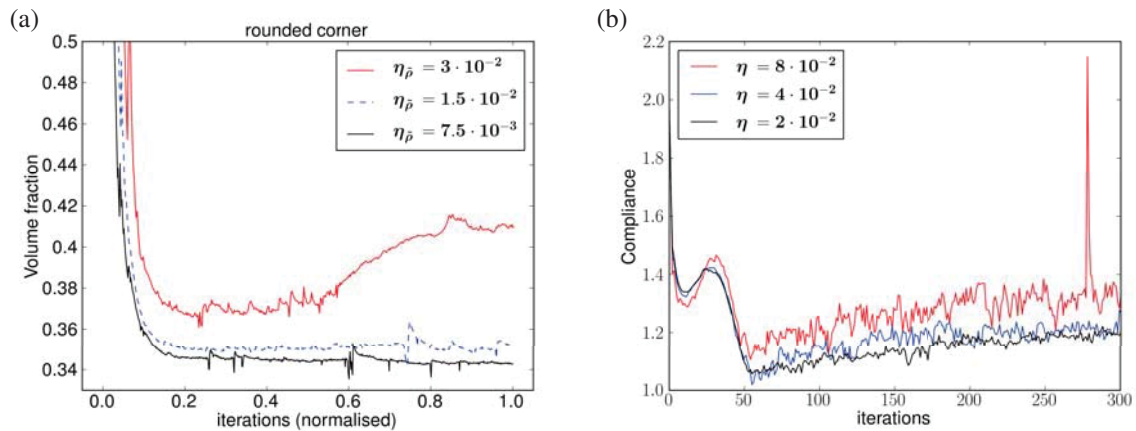 (a)
rounded corner
Volume fraction
0.5
0.48
0.46
0.44
0.42
0.4
0.38
0.36
0.34
η_ρ̃ = 3 · 10⁻²
η_ρ̃ = 1.5 · 10⁻²
η_ρ̃ = 7.5 · 10⁻³
0.0 0.2 0.4 0.6 0.8 1.0
iterations (normalised)
(b)
Compliance
2.2
2.0
1.8
1.6
1.4
1.2
1.0
η = 8 · 10⁻²
η = 4 · 10⁻²
η = 2 · 10⁻²
0 50 100 150 200 250 300
iterations